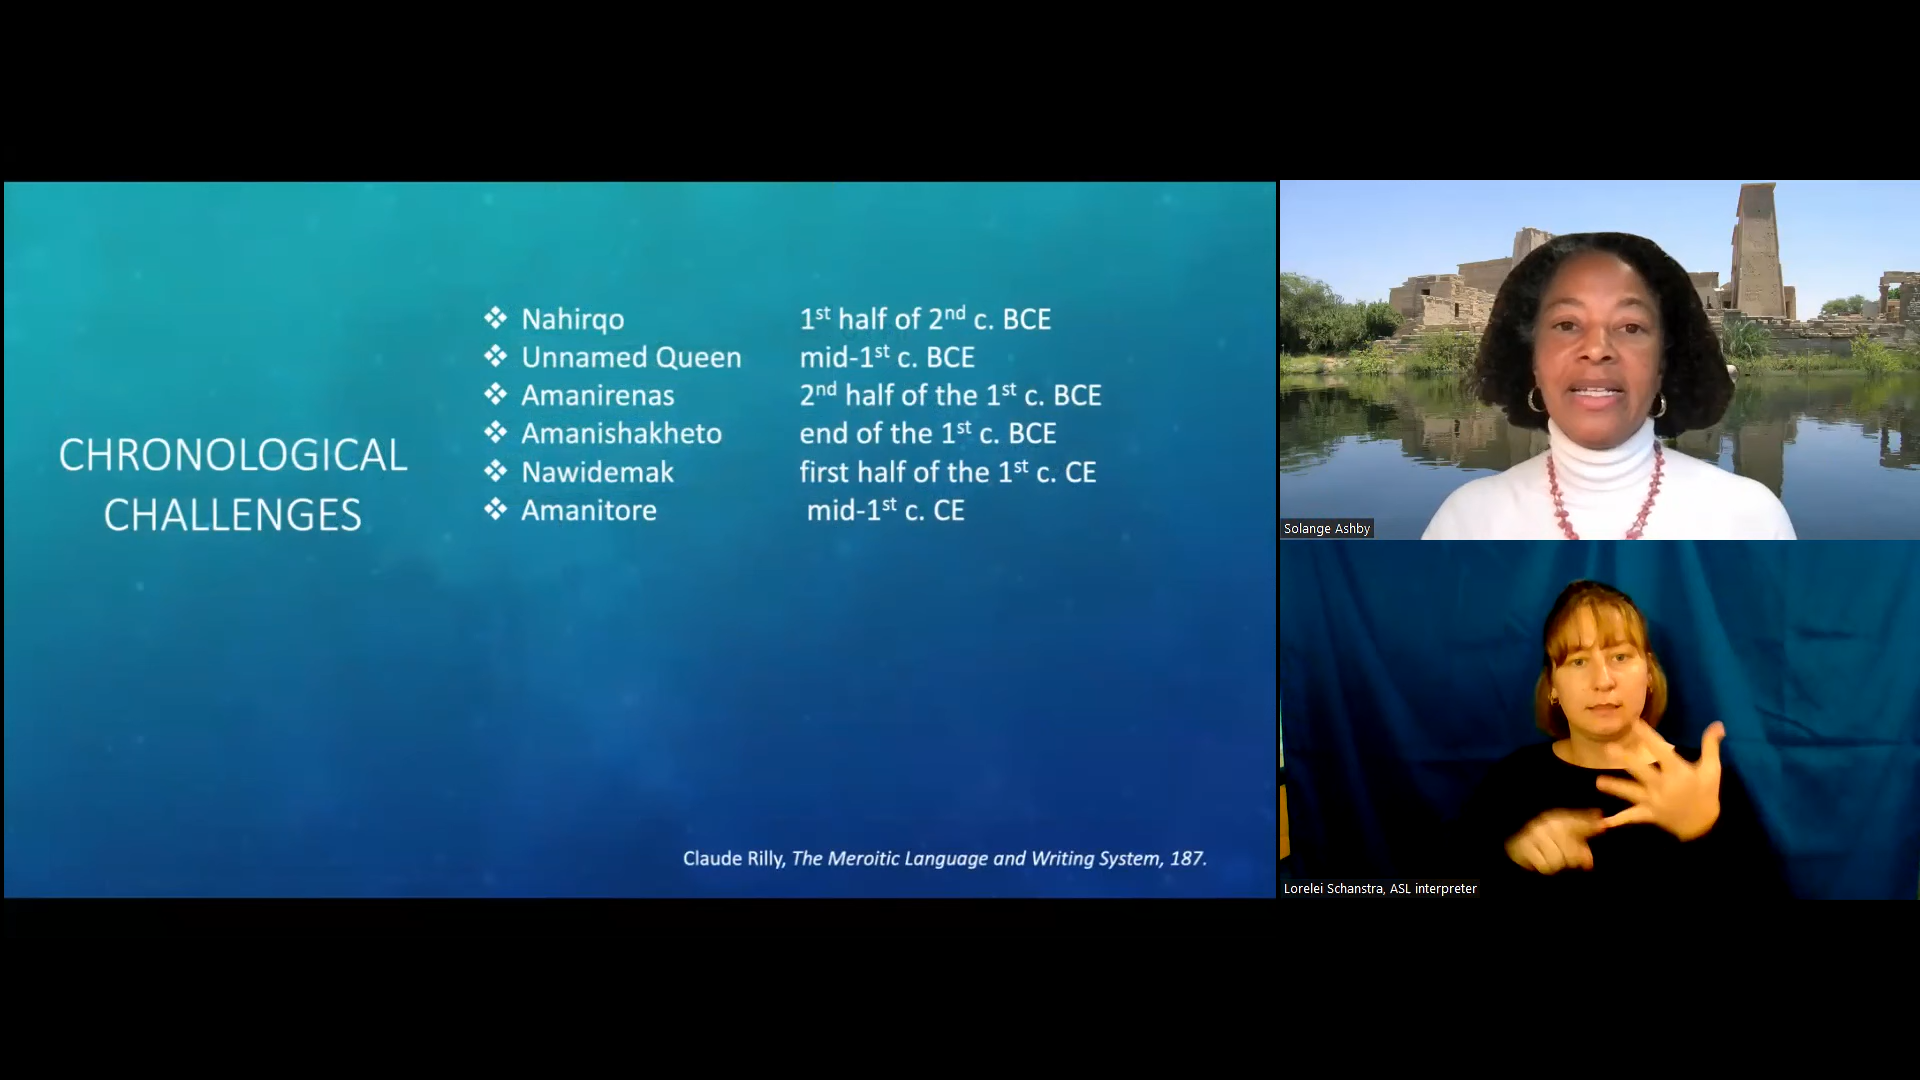 CHRONOLOGICAL
CHALLENGES
❖ Nahirqo 1st half of 2nd c. BCE
❖ Unnamed Queen mid-1st c. BCE
❖ Amanirenas 2nd half of the 1st c. BCE
❖ Amanishakheto end of the 1st c. BCE
❖ Nawidemak first half of the 1st c. CE
❖ Amanitore mid-1st c. CE
Claude Rilly, The Meroitic Language and Writing System, 187.
Solange Ashby
Lorelei Schanstra, ASL interpreter